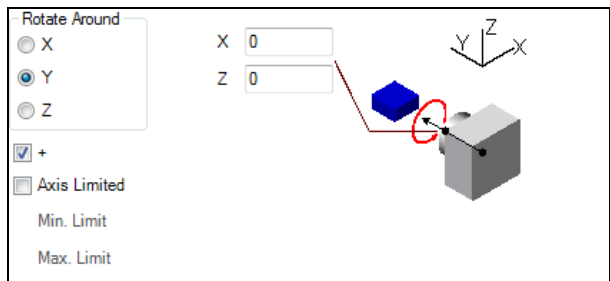 Rotate Around
X
Y
Z
X 0
Z 0
+
Axis Limited
Min. Limit
Max. Limit
Y Z X